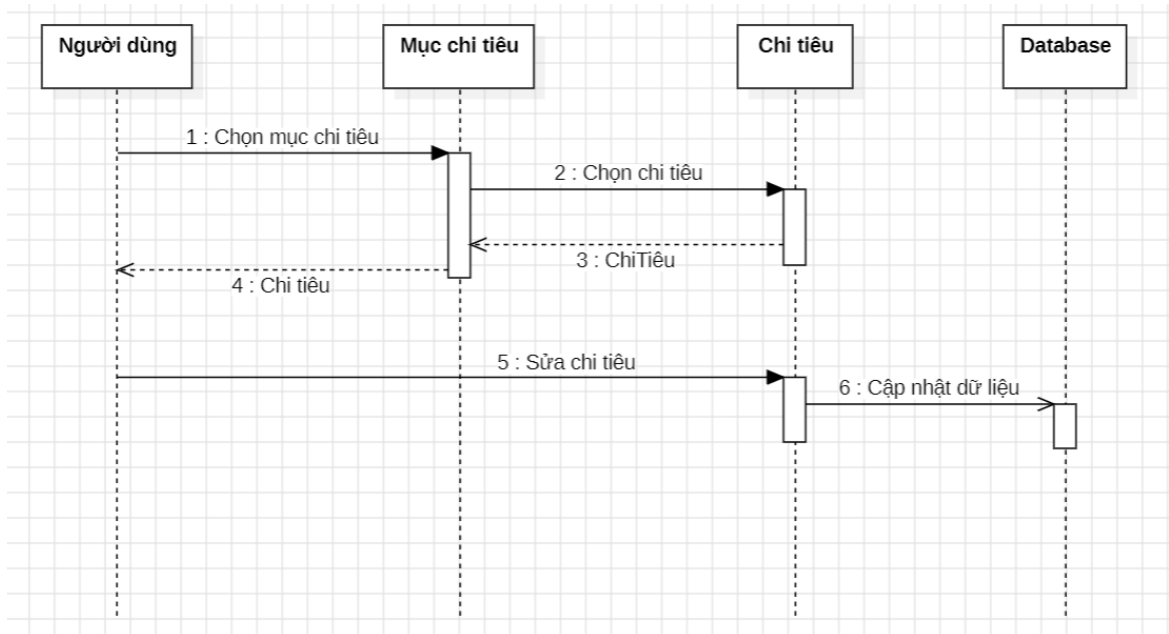 Người dùng
Mục chi tiêu
Chi tiêu
Database
1 : Chọn mục chi tiêu
2 : Chọn chi tiêu
3 : ChiTiêu
4 : Chi tiêu
5 : Sửa chi tiêu
6 : Cập nhật dữ liệu